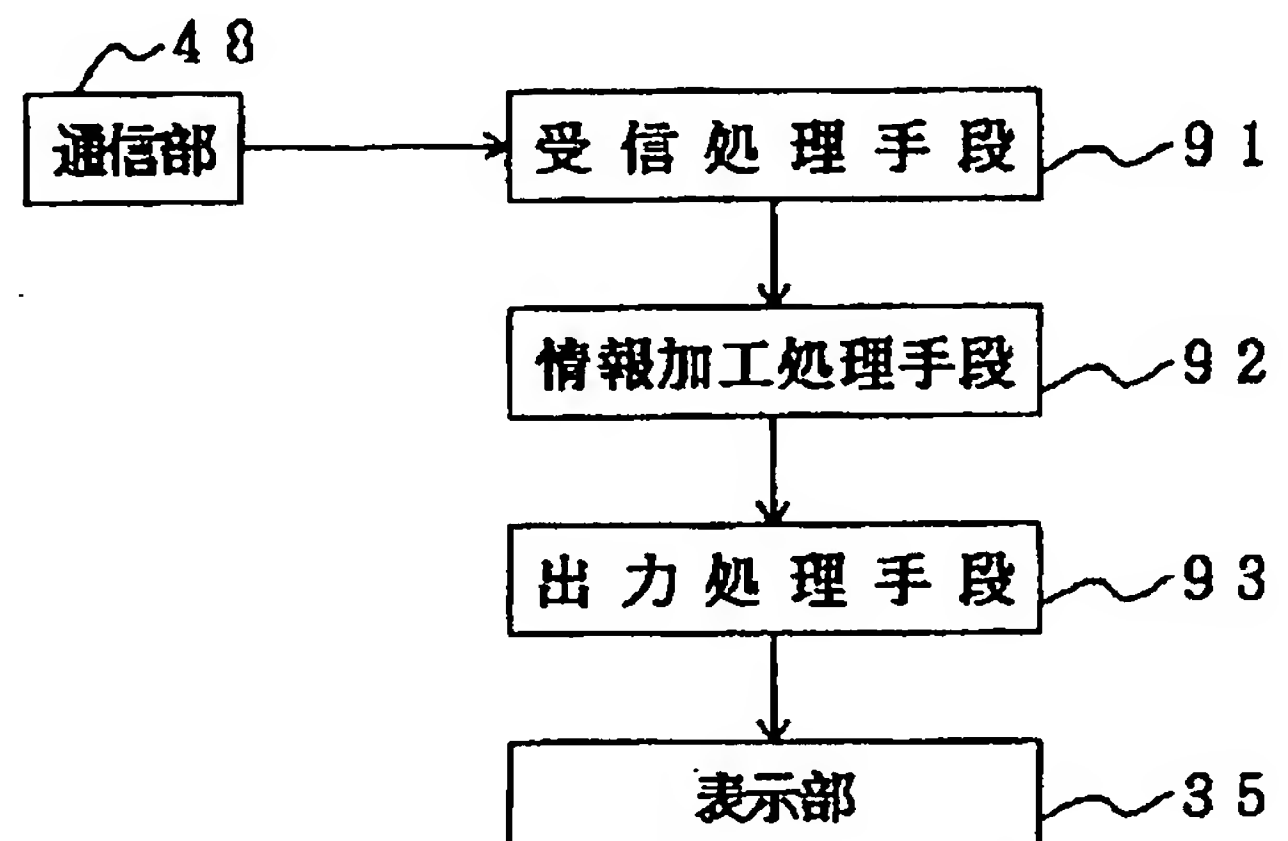 ４８
通信部
受信処理手段
９１
情報加工処理手段
９２
出力処理手段
９３
表示部
３５